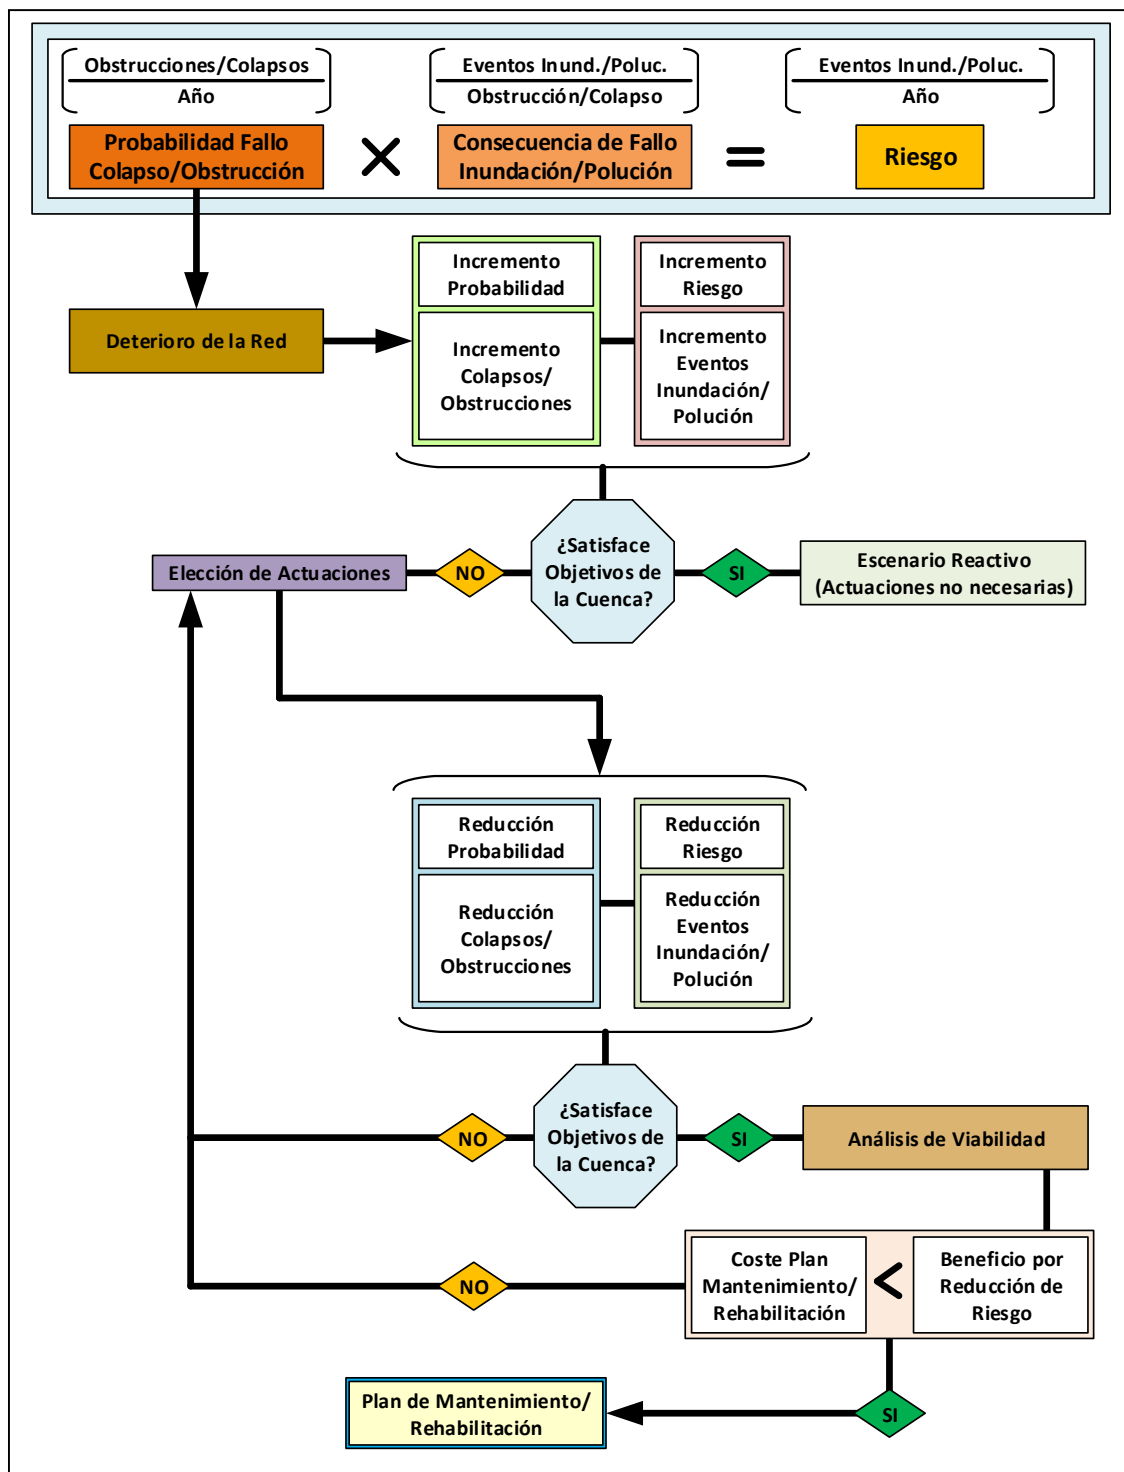 Obstrucciones/Colapsos
Año
Eventos Inund./Poluc.
Obstrucción/Colapso
Eventos Inund./Poluc.
Año
Probabilidad Fallo
Colapso/Obstrucción
×
Consecuencia de Fallo
Inundación/Polución
=
Riesgo
Deterioro de la Red
Incremento
Probabilidad
Incremento
Colapsos/
Obstrucciones
Incremento
Riesgo
Incremento
Eventos
Inundación/
Polución
Elección de Actuaciones
NO
¿Satisface
Objetivos de
la Cuenca?
SI
Escenario Reactivo
(Actuaciones no necesarias)
Reducción
Probabilidad
Reducción
Colapsos/
Obstrucciones
Reducción
Riesgo
Reducción
Eventos
Inundación/
Polución
NO
¿Satisface
Objetivos de
la Cuenca?
SI
Análisis de Viabilidad
NO
Coste Plan
Mantenimiento/
Rehabilitación
<
Beneficio por
Reducción de
Riesgo
Plan de Mantenimiento/
Rehabilitación
SI